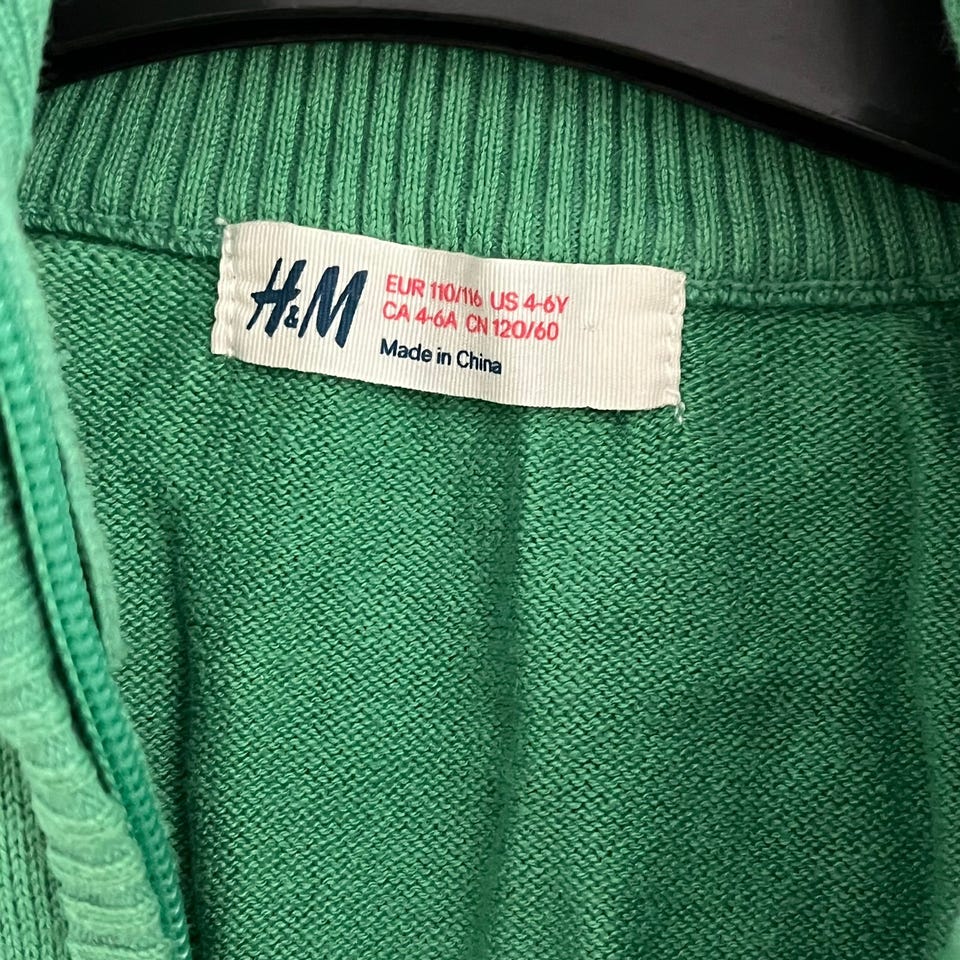 H&M
EUR 110/116 US 4-6Y
CA 4-6A CN 120/60
Made in China